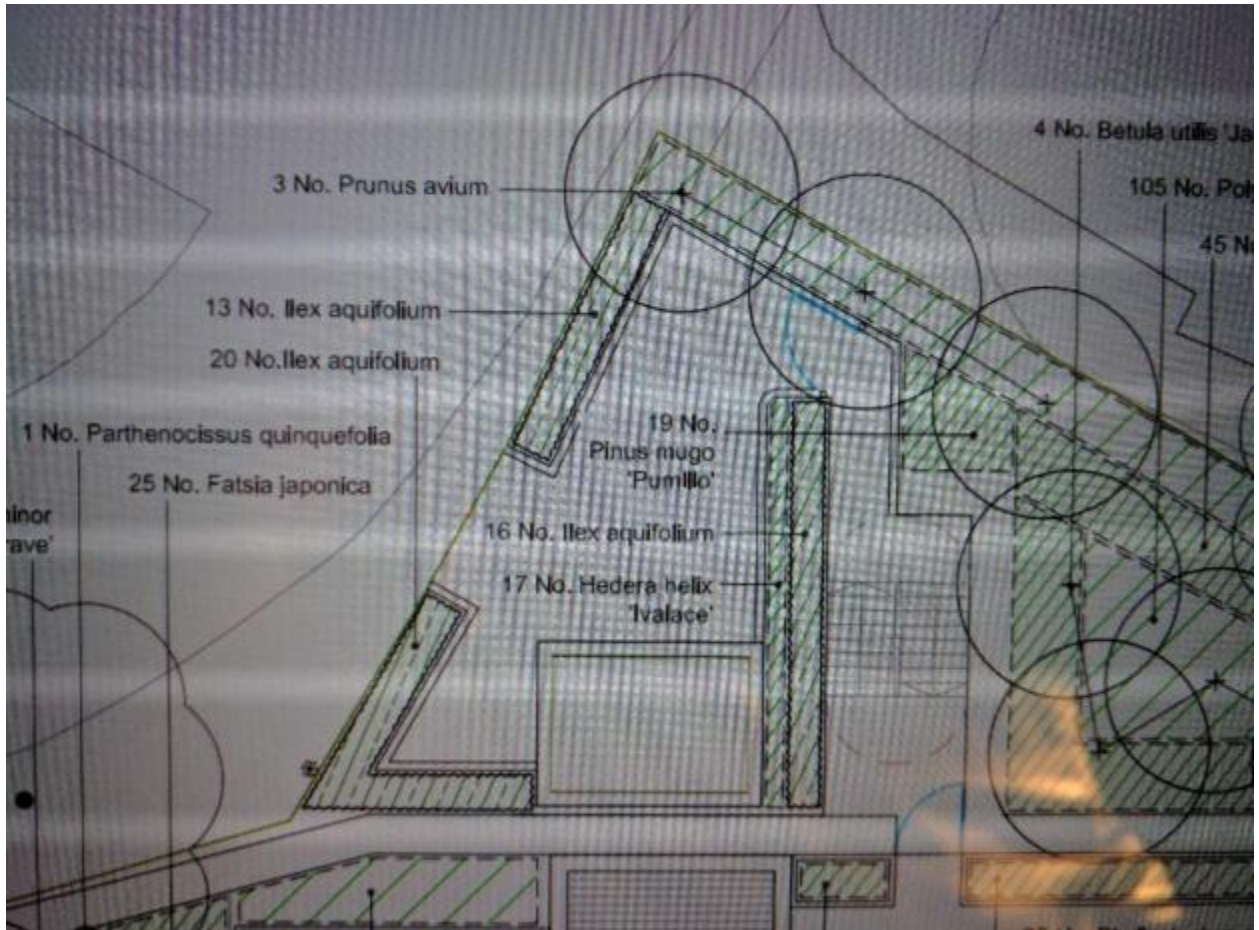 4 No. Betula utilis 'Ja
3 No. Prunus avium
105 No.
45
13 No. Ilex aquifolium
20 No.Ilex aquifolium
1 No. Parthenocissus quinquefolia
25 No. Fatsia japonica
inor
rave'
19 No.
Pinus mugo
'Pumilio'
16 No. Ilex aquifolium
17 No. Hedera helix
'Ivalace'